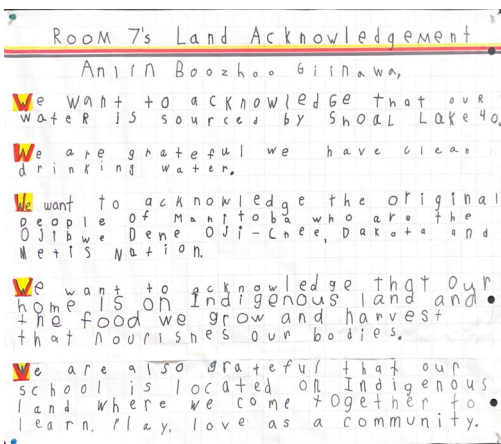 Room 7's Land Acknowledgement
Aniin Boozhoo Giinawa,
We want to acknowledGe that our
water is sourced by Shoal Lake 40.
We are grateful we have clean
drinking water.
We want to acknowledge the original
people of Manitoba who are the
Ojibwe Dene Oji-Cree, Dakota and
Metis Nation.
We want to acknowledge that our
home is on Indigenous land and
the food we grow and harvest
that nourishes our bodies.
We are also grateful that our
school is located on Indigenous
land where we come together to
learn, play, love as a community.